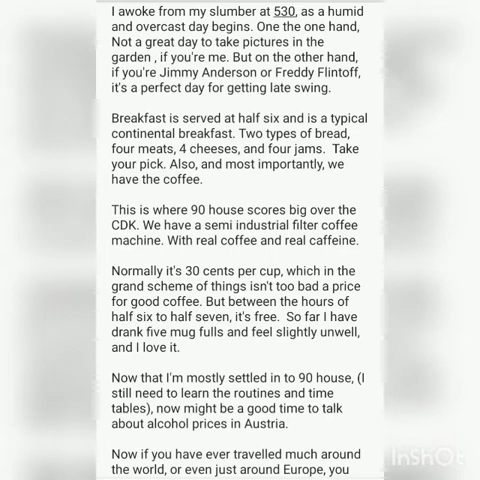 I awoke from my slumber at 530, as a humid
and overcast day begins. One the one hand,
Not a great day to take pictures in the
garden , if you're me. But on the other hand,
if you're Jimmy Anderson or Freddy Flintoff,
it's a perfect day for getting late swing.
Breakfast is served at half six and is a typical
continental breakfast. Two types of bread,
four meats, 4 cheeses, and four jams.  Take
your pick. Also, and most importantly, we
have the coffee.
This is where 90 house scores big over the
CDK. We have a semi industrial filter coffee
machine. With real coffee and real caffeine.
Normally it's 30 cents per cup, which in the
grand scheme of things isn't too bad a price
for good coffee. But between the hours of
half six to half seven, it's free.  So far I have
drank five mug fulls and feel slightly unwell,
and I love it.
Now that I'm mostly settled in to 90 house, (I
still need to learn the routines and time
tables), now might be a good time to talk
about alcohol prices in Austria.
Now if you have ever travelled much around
the world, or even just around Europe, you
InShOt